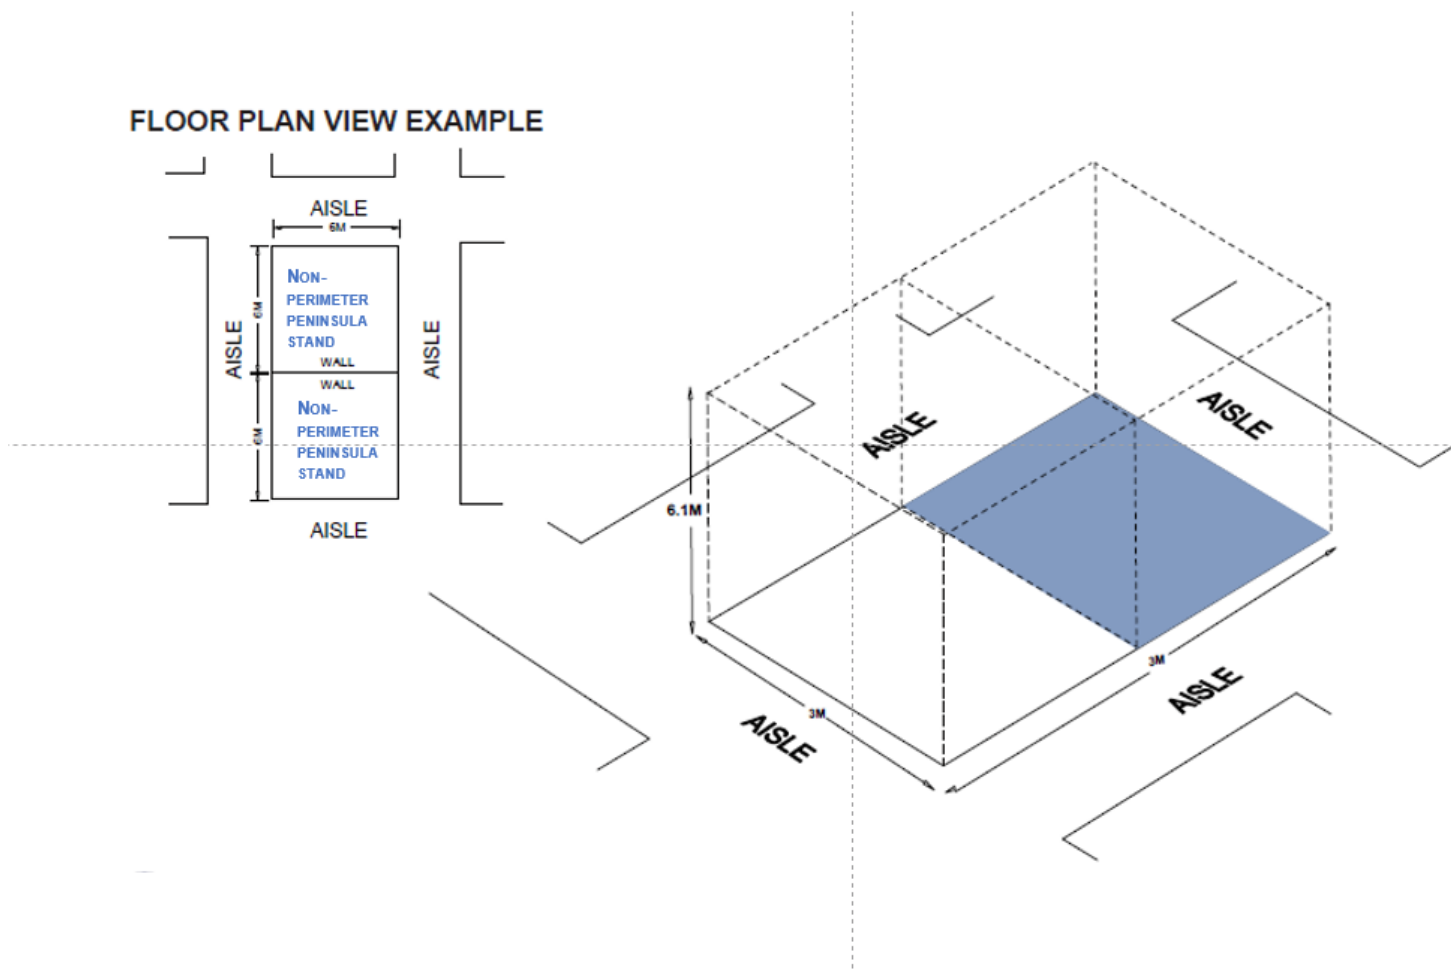 FLOOR PLAN VIEW EXAMPLE
AISLE
6M
NON-
PERIMETER
PENINSULA
STAND
6M
WALL
AISLE
AISLE
WALL
NON-
PERIMETER
PENINSULA
STAND
6M
AISLE
AISLE
AISLE
6.1M
3M
AISLE
3M
AISLE